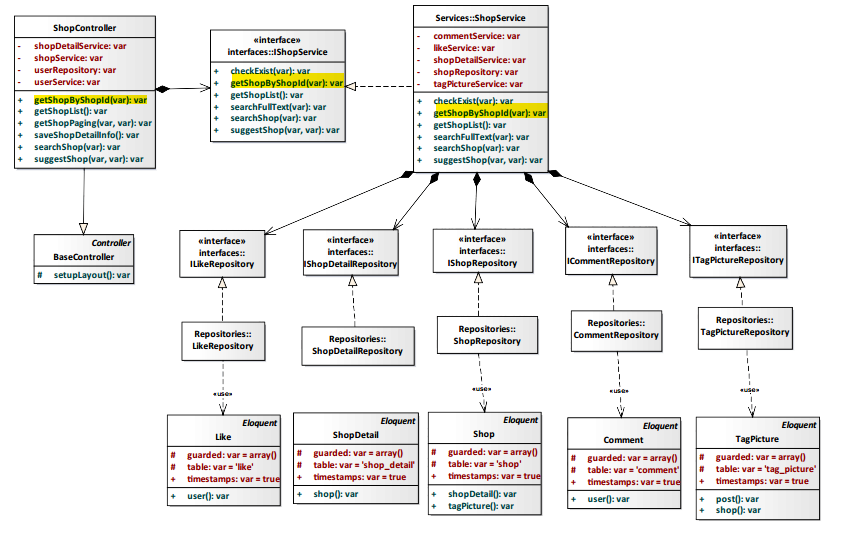 ShopController
- shopDetailService: var
- shopService: var
- userRepository: var
- userService: var
+ getShopByShopId(var): var
+ getShopList(): var
+ getShopPaging(var, var): var
+ saveShopDetailInfo(): var
+ searchShop(var): var
+ suggestShop(var, var): var
«interface»
interfaces::IShopService
+ checkExist(var): var
+ getShopByShopId(var): var
+ getShopList(): var
+ searchFullText(var): var
+ searchShop(var): var
+ suggestShop(var, var): var
Services::ShopService
- commentService: var
- likeService: var
- shopDetailService: var
- shopRepository: var
- tagPictureService: var
+ checkExist(var): var
+ getShopByShopId(var): var
+ getShopList(): var
+ searchFullText(var): var
+ searchShop(var): var
+ suggestShop(var, var): var
Controller
BaseController
# setupLayout(): var
«interface»
interfaces::
ILikeRepository
«interface»
interfaces::
IShopDetailRepository
«interface»
interfaces::
IShopRepository
«interface»
interfaces::
ICommentRepository
«interface»
interfaces::
ITagPictureRepository
Repositories::
LikeRepository
Repositories::
ShopDetailRepository
Repositories::
ShopRepository
Repositories::
CommentRepository
Repositories::
TagPictureRepository
«use»
«use»
«use»
«use»
Eloquent
Like
# guarded: var = array()
# table: var = 'like'
+ timestamps: var = true
+ user(): var
Eloquent
ShopDetail
# guarded: var = array()
# table: var = 'shop_detail'
+ timestamps: var = true
+ shop(): var
Eloquent
Shop
# guarded: var = array()
# table: var = 'shop'
+ timestamps: var = true
+ shopDetail(): var
+ tagPicture(): var
Eloquent
Comment
# guarded: var = array()
# table: var = 'comment'
+ timestamps: var = true
+ user(): var
Eloquent
TagPicture
# guarded: var = array()
# table: var = 'tag_picture'
+ timestamps: var = true
+ post(): var
+ shop(): var